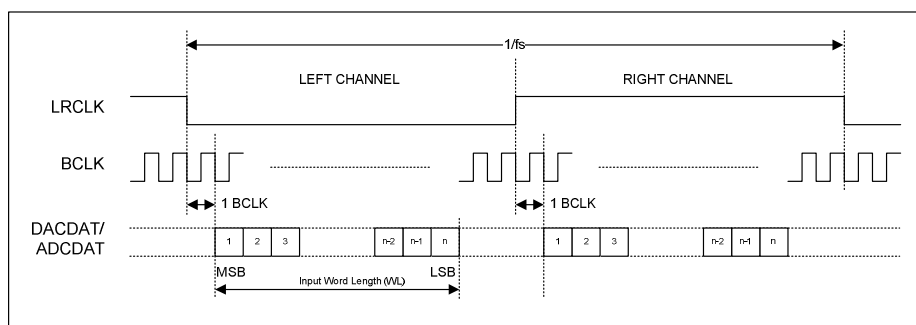 1/fs
LEFT CHANNEL RIGHT CHANNEL
LRCLK
BCLK
1 BCLK 1 BCLK
DACDAT/
ADCDAT
1 2 3 n-2 n-1 n 1 2 3 n-2 n-1 n
MSB LSB
Input Word Length (WL)